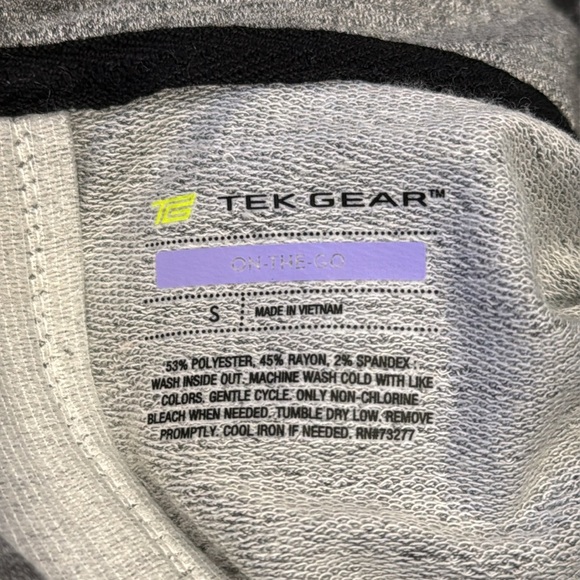 TE TEK GEAR™
ON-THE-GO
S MADE IN VIETNAM
53% POLYESTER, 45% RAYON, 2% SPANDEX
WASH INSIDE OUT. MACHINE WASH COLD WITH LIKE
COLORS. GENTLE CYCLE. ONLY NON-CHLORINE
BLEACH WHEN NEEDED. TUMBLE DRY LOW. REMOVE
PROMPTLY. COOL IRON IF NEEDED. RN#73277